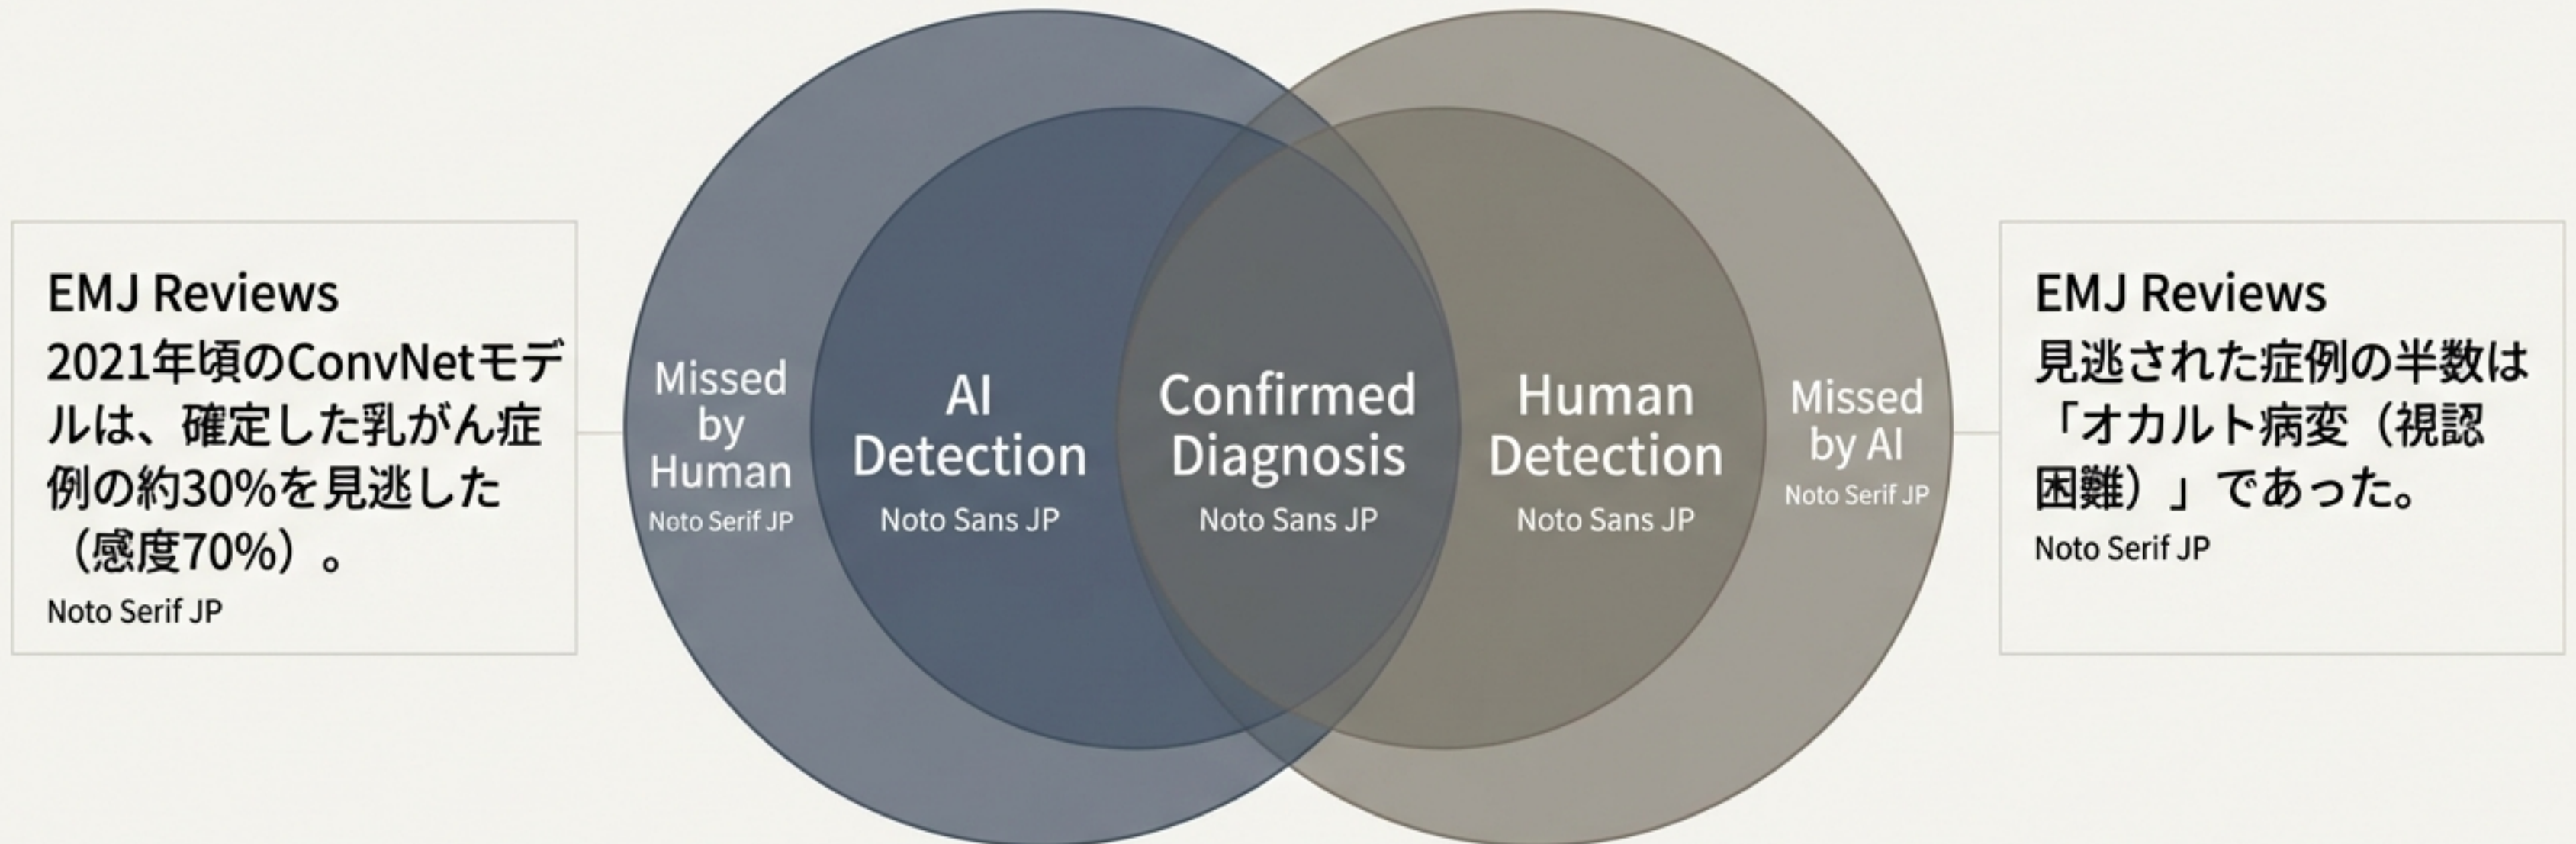 EMJ Reviews
2021年頃のConvNetモデ
ルは、確定した乳がん症
例の約30%を見逃した
（感度70%）。
Noto Serif JP
Missed
by
Human
Noto Serif JP
AI
Detection
Noto Sans JP
Confirmed
Diagnosis
Noto Sans JP
Human
Detection
Noto Sans JP
Missed
by AI
Noto Serif JP
EMJ Reviews
見逃された症例の半数は
「オカルト病変（視認
困難）」であった。
Noto Serif JP